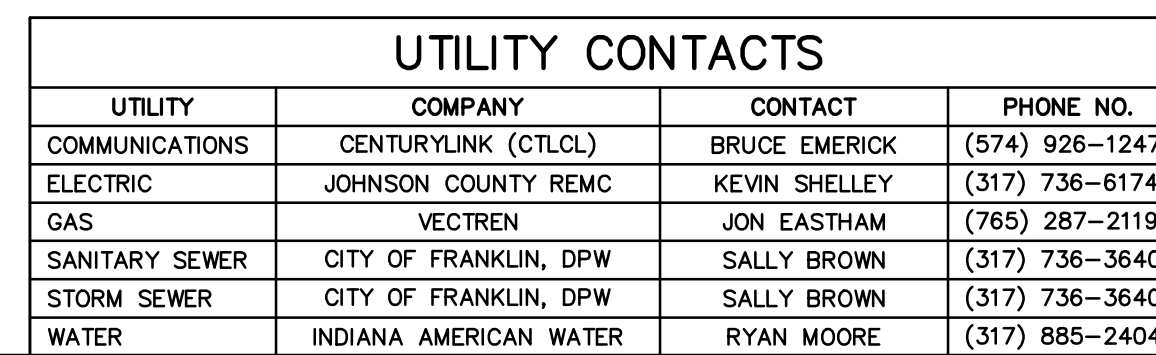 UTILITY CONTACTS
UTILITY COMPANY CONTACT PHONE NO.
COMMUNICATIONS CENTURYLINK (CTLCL) BRUCE EMERICK (574) 926-1247
ELECTRIC JOHNSON COUNTY REMC KEVIN SHELLEY (317) 736-6174
GAS VECTREN JON EASTHAM (765) 287-2119
SANITARY SEWER CITY OF FRANKLIN, DPW SALLY BROWN (317) 736-3640
STORM SEWER CITY OF FRANKLIN, DPW SALLY BROWN (317) 736-3640
WATER INDIANA AMERICAN WATER RYAN MOORE (317) 885-2404